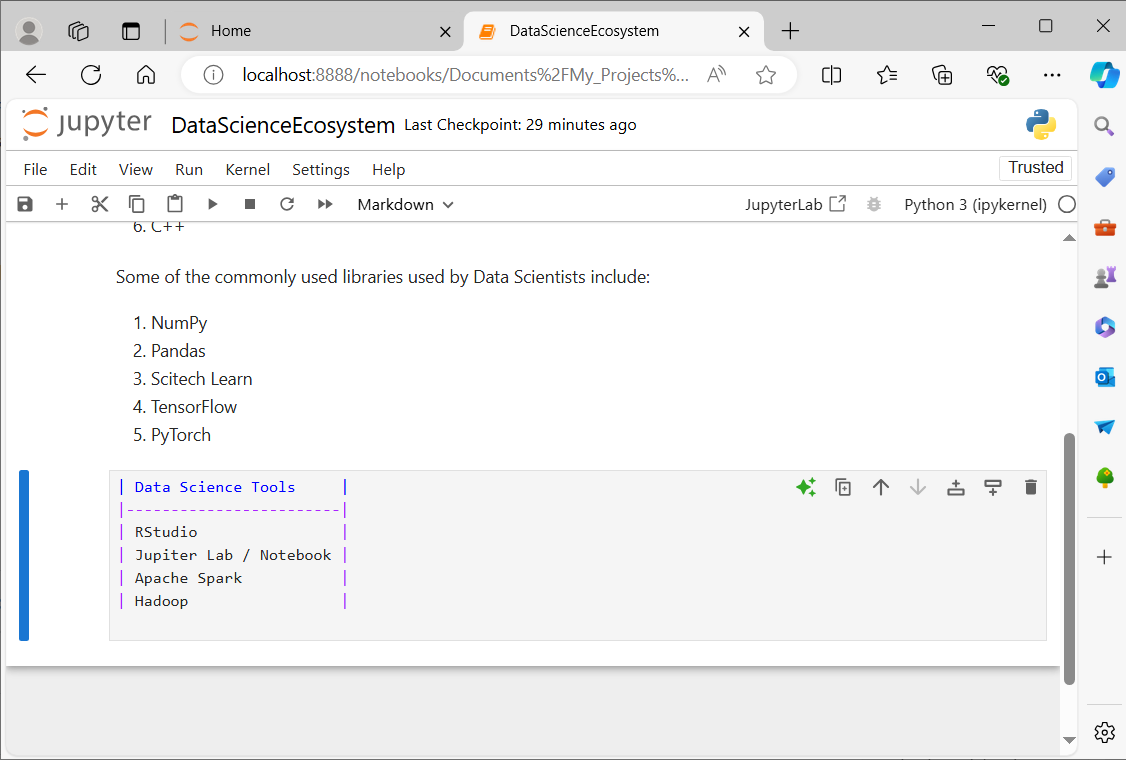 Home
DataScienceEcosystem
localhost:8888/notebooks/Documents%2FMy_Projects%...
jupyter DataScienceEcosystem Last Checkpoint: 29 minutes ago
File Edit View Run Kernel Settings Help
Trusted
Markdown JupyterLab Python 3 (ipykernel)
6. C++
Some of the commonly used libraries used by Data Scientists include:
1. NumPy
2. Pandas
3. Scitech Learn
4. TensorFlow
5. PyTorch
| Data Science Tools |
|------------------------|
| RStudio |
| Jupiter Lab / Notebook |
| Apache Spark |
| Hadoop |